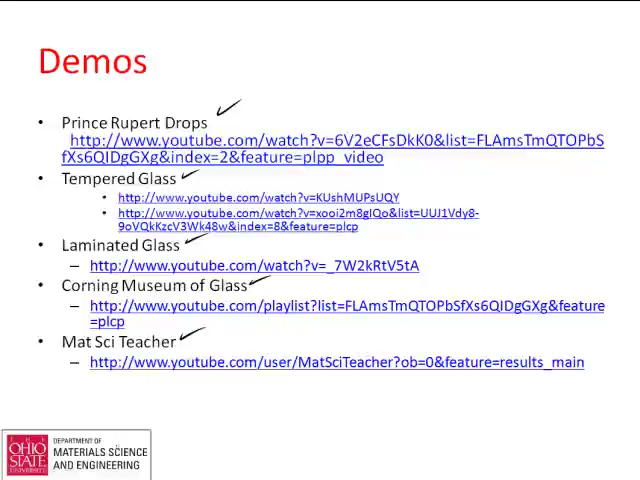 Demos
• Prince Rupert Drops
http://www.youtube.com/watch?v=6V2eCFsDkK0&list=FLAmsTmQTOPbS
fXs6QIDgGXg&index=2&feature=plpp_video
• Tempered Glass
• http://www.youtube.com/watch?v=KUshMUPsUQY
• http://www.youtube.com/watch?v=xooi2m8gIQo&list=UUJ1Vdy8-
9oVQkKzcV3Wk48w&index=8&feature=plcp
• Laminated Glass
– http://www.youtube.com/watch?v=_7W2kRtV5tA
• Corning Museum of Glass
– http://www.youtube.com/playlist?list=FLAmsTmQTOPbSfXs6QIDgGXg&feature
=plcp
• Mat Sci Teacher
– http://www.youtube.com/user/MatSciTeacher?ob=0&feature=results_main
THE
OHIO
STATE
UNIVERSITY
DEPARTMENT OF
MATERIALS SCIENCE
AND ENGINEERING